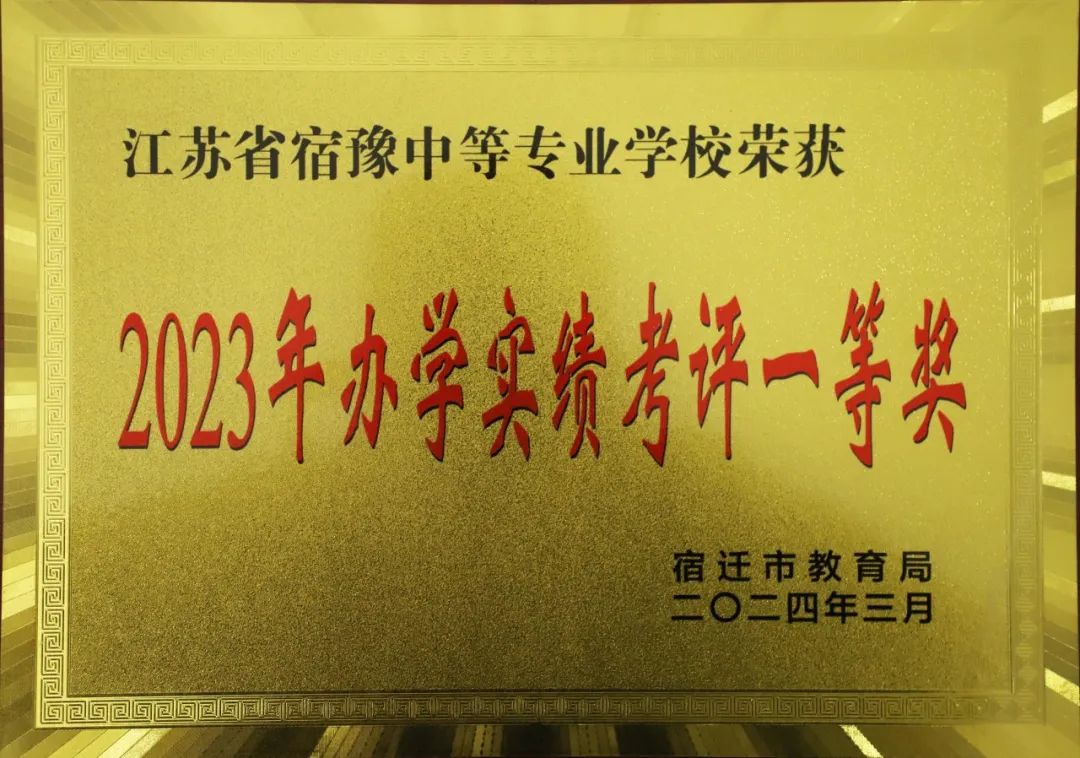 江苏省宿豫中等专业学校荣获
2023年办学实绩考评一等奖
宿迁市教育局
二〇二四年三月